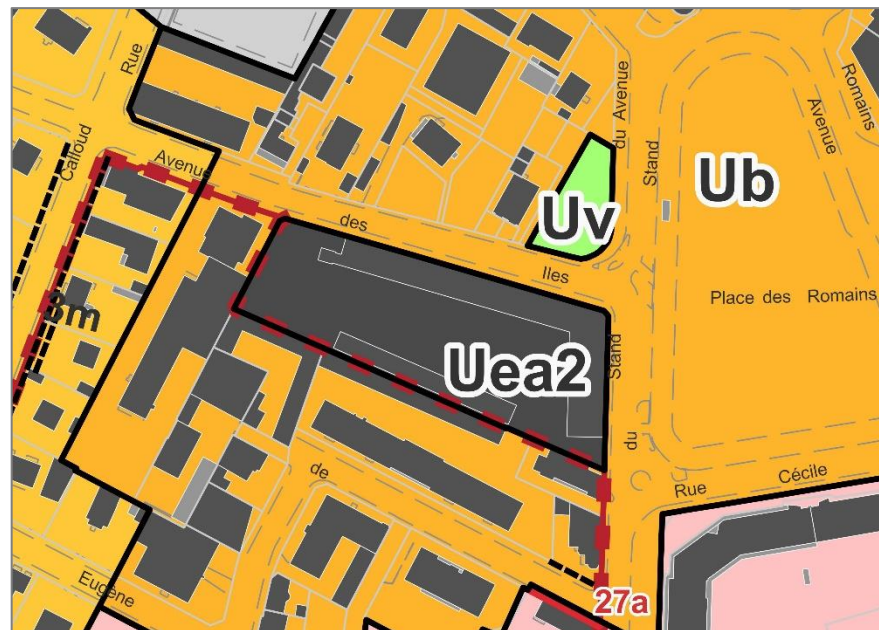 Rue
Calloud
Avenue
des
Iles
du Avenue
Stand
Avenue
Romains
Ub
Uv
Place des Romains
8m
Uea2
Stand
du
de
Rue
Cécile
Eugène
27a